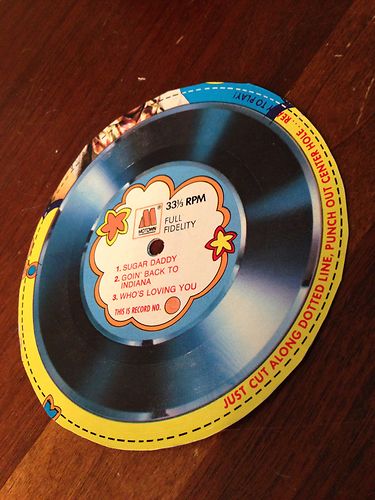 33⅓ RPM
MOTOWN
FULL
FIDELITY
1. SUGAR DADDY
2. GOIN' BACK TO
INDIANA
3. WHO'S LOVING YOU
THIS IS RECORD NO.
JUST CUT ALONG DOTTED LINE, PUNCH OUT CENTER HOLE
TO PLAY!